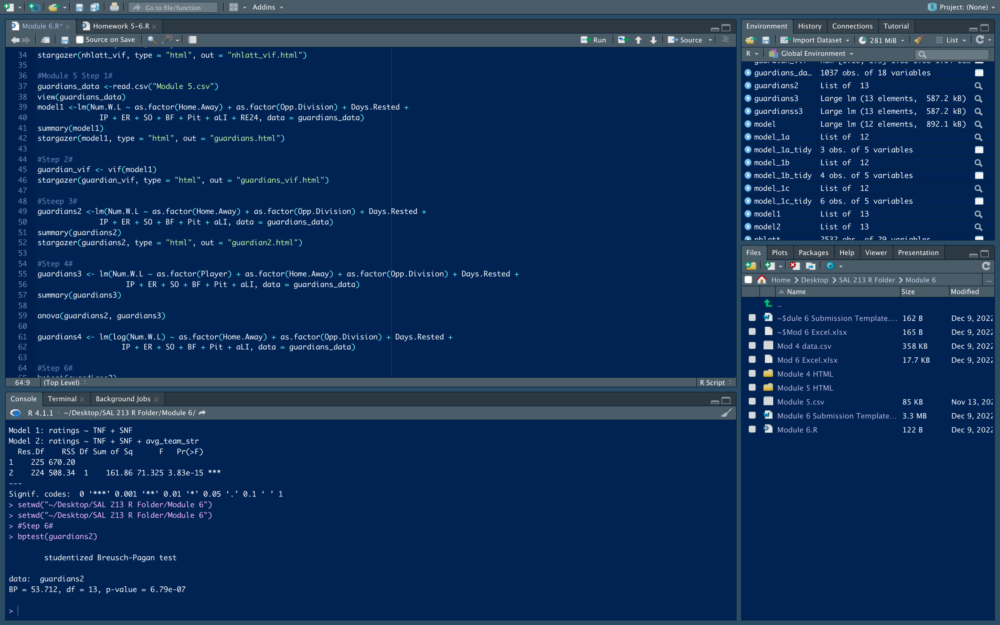 Go to file/function
Addins
Project: (None)
Module 6.R*
Homework 5-6.R
Source on Save
Run
Source
34 stargazer(nhlatt_vif, type = "html", out = "nhlatt_vif.html")
35
36 #Module 5 Step 1#
37 guardians_data <-read.csv("Module 5.csv")
38 view(guardians_data)
39 model1 <-lm(Num.W.L ~ as.factor(Home.Away) + as.factor(Opp.Division) + Days.Rested +
40 IP + ER + SO + BF + Pit + aLI + RE24, data = guardians_data)
41 summary(model1)
42 stargazer(model1, type = "html", out = "guardians.html")
43
44 #Step 2#
45 guardian_vif <- vif(model1)
46 stargazer(guardian_vif, type = "html", out = "guardians_vif.html")
47
48 #Steep 3#
49 guardians2 <-lm(Num.W.L ~ as.factor(Home.Away) + as.factor(Opp.Division) + Days.Rested +
50 IP + ER + SO + BF + Pit + aLI, data = guardians_data)
51 summary(guardians2)
52 stargazer(guardians2, type = "html", out = "guardian2.html")
53
54 #Step 4#
55 guardians3 <- lm(Num.W.L ~ as.factor(Player) + as.factor(Home.Away) + as.factor(Opp.Division) + Days.Rested +
56 IP + ER + SO + BF + Pit + aLI, data = guardians_data)
57 summary(guardians3)
58
59 anova(guardians2, guardians3)
60
61 guardians4 <- lm(log(Num.W.L) ~ as.factor(Home.Away) + as.factor(Opp.Division) + Days.Rested +
62 IP + ER + SO + BF + Pit + aLI, data = guardians_data)
63
64 #Step 6#
64:9 (Top Level) R Script
Console Terminal Background Jobs
R 4.1.1 · ~/Desktop/SAL 213 R Folder/Module 6/
Model 1: ratings ~ TNF + SNF
Model 2: ratings ~ TNF + SNF + avg_team_str
Res.Df RSS Df Sum of Sq F Pr(>F)
1 225 670.20
2 224 508.34 1 161.86 71.325 3.83e-15 ***
---
Signif. codes: 0 ‘***’ 0.001 ‘**’ 0.01 ‘*’ 0.05 ‘.’ 0.1 ‘ ’ 1
> setwd("~/Desktop/SAL 213 R Folder/Module 6")
> setwd("~/Desktop/SAL 213 R Folder/Module 6")
> #Step 6#
> bptest(guardians2)
studentized Breusch-Pagan test
data: guardians2
BP = 53.712, df = 13, p-value = 6.79e-07
>
Environment History Connections Tutorial
Import Dataset 281 MiB List
R Global Environment
guardians_da… 1037 obs. of 18 variables
guardians2 List of 13
guardians3 Large lm (13 elements, 587.2 kB)
guardianss3 Large lm (13 elements, 587.2 kB)
model Large lm (12 elements, 892.1 kB)
model_1a List of 12
model_1a_tidy 3 obs. of 5 variables
model_1b List of 12
model_1b_tidy 4 obs. of 5 variables
model_1c List of 12
model_1c_tidy 6 obs. of 5 variables
model1 List of 13
model2 List of 13
nhlatt 2532 obs. of 29 variables
Files Plots Packages Help Viewer Presentation
Home Desktop SAL 213 R Folder Module 6 ...
Name Size Modified
..
~$dule 6 Submission Template.... 162 B Dec 9, 2022
~$Mod 6 Excel.xlsx 165 B Dec 9, 2022
Mod 4 data.csv 358 KB Dec 9, 2022
Mod 6 Excel.xlsx 17.7 KB Dec 9, 2022
Module 4 HTML
Module 5 HTML
Module 5.csv 85 KB Nov 13, 202
Module 6 Submission Template... 3.3 MB Dec 9, 2022
Module 6.R 122 B Dec 9, 2022